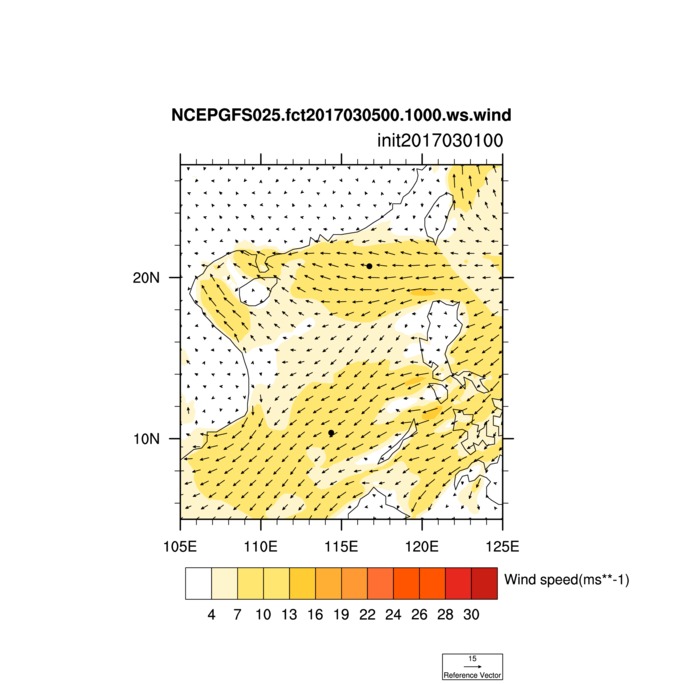 NCEPGFS025.fct2017030500.1000.ws.wind
init2017030100
20N
10N
105E 110E 115E 120E 125E
Wind speed(ms**-1)
4 7 10 13 16 19 22 24 26 28 30
15
Reference Vector